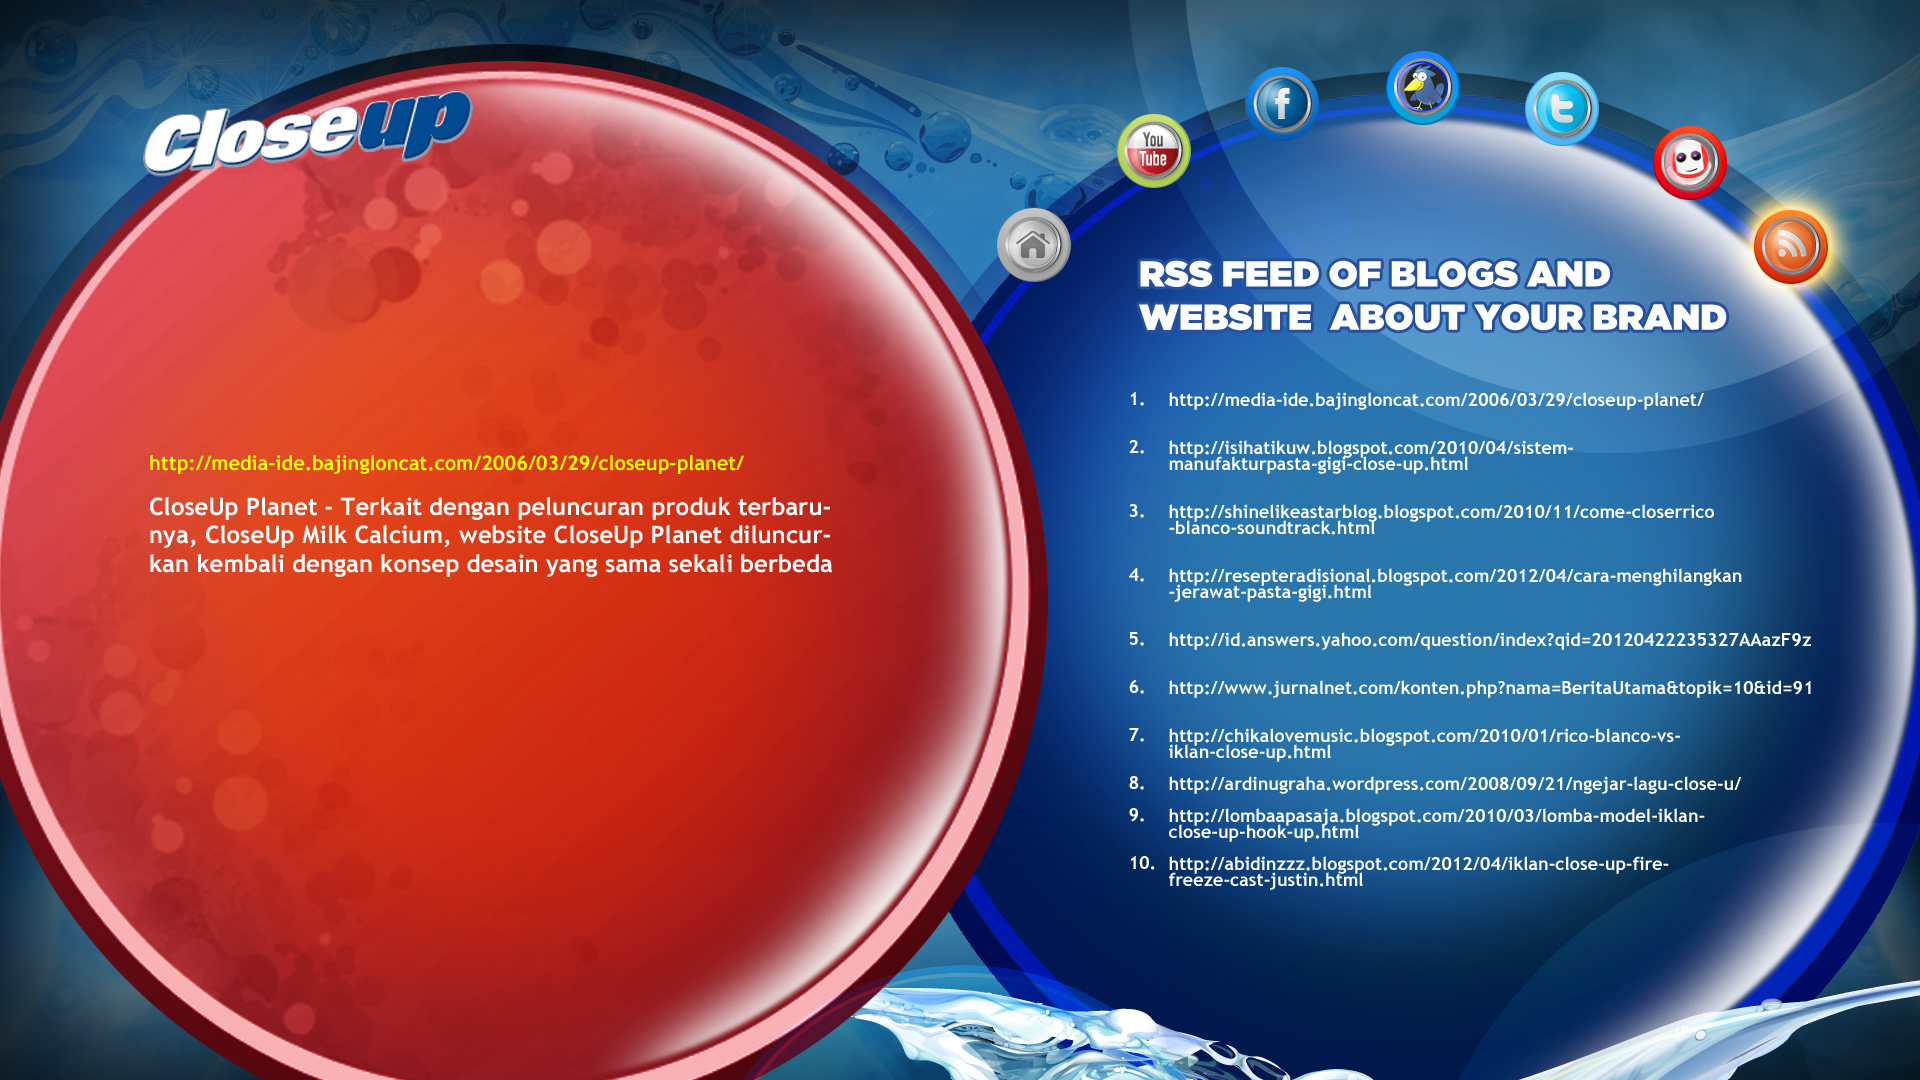 Closeup
You
Tube
f
t
RSS FEED OF BLOGS AND
WEBSITE ABOUT YOUR BRAND
http://media-ide.bajingloncat.com/2006/03/29/closeup-planet/
CloseUp Planet - Terkait dengan peluncuran produk terbaru-
nya, CloseUp Milk Calcium, website CloseUp Planet diluncur-
kan kembali dengan konsep desain yang sama sekali berbeda
1. http://media-ide.bajingloncat.com/2006/03/29/closeup-planet/
2. http://isihatikuw.blogspot.com/2010/04/sistem-
manufakturpasta-gigi-close-up.html
3. http://shinelikeastarblog.blogspot.com/2010/11/come-closerrico
-blanco-soundtrack.html
4. http://resepteradisional.blogspot.com/2012/04/cara-menghilangkan
-jerawat-pasta-gigi.html
5. http://id.answers.yahoo.com/question/index?qid=20120422235327AAazF9z
6. http://www.jurnalnet.com/konten.php?nama=BeritaUtama&topik=10&id=91
7. http://chikalovemusic.blogspot.com/2010/01/rico-blanco-vs-
iklan-close-up.html
8. http://ardinugraha.wordpress.com/2008/09/21/ngejar-lagu-close-u/
9. http://lombaapasaja.blogspot.com/2010/03/lomba-model-iklan-
close-up-hook-up.html
10. http://abidinzzz.blogspot.com/2012/04/iklan-close-up-fire-
freeze-cast-justin.html